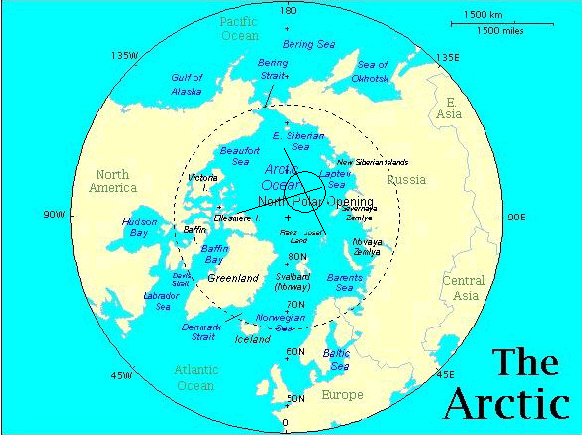 180
Pacific
Ocean
1500 km
1500 miles
Bering Sea
135W
135E
Bering
Strait
Sea of
Okhotsk
Gulf of
Alaska
E.
Asia
E. Siberian
Sea
Beaufort
Sea
New Siberian Islands
Arctic
Ocean
Laptev
Sea
North
America
Victoria
I.
Russia
North Polar Opening
Severnaya
Zemlya
90W
90E
Ellesmere I.
Hudson
Bay
Baffin
Franz Josef
Land
Novaya
Zemlya
Baffin
Bay
80N
Davis
Strait
Greenland
Svalbard
(Norway)
Barents
Sea
Central
Asia
Labrador
Sea
70N
Denmark
Strait
Norwegian
Sea
Iceland
60N
Baltic
Sea
The
Arctic
45W
Atlantic
Ocean
45E
50N
Europe
0